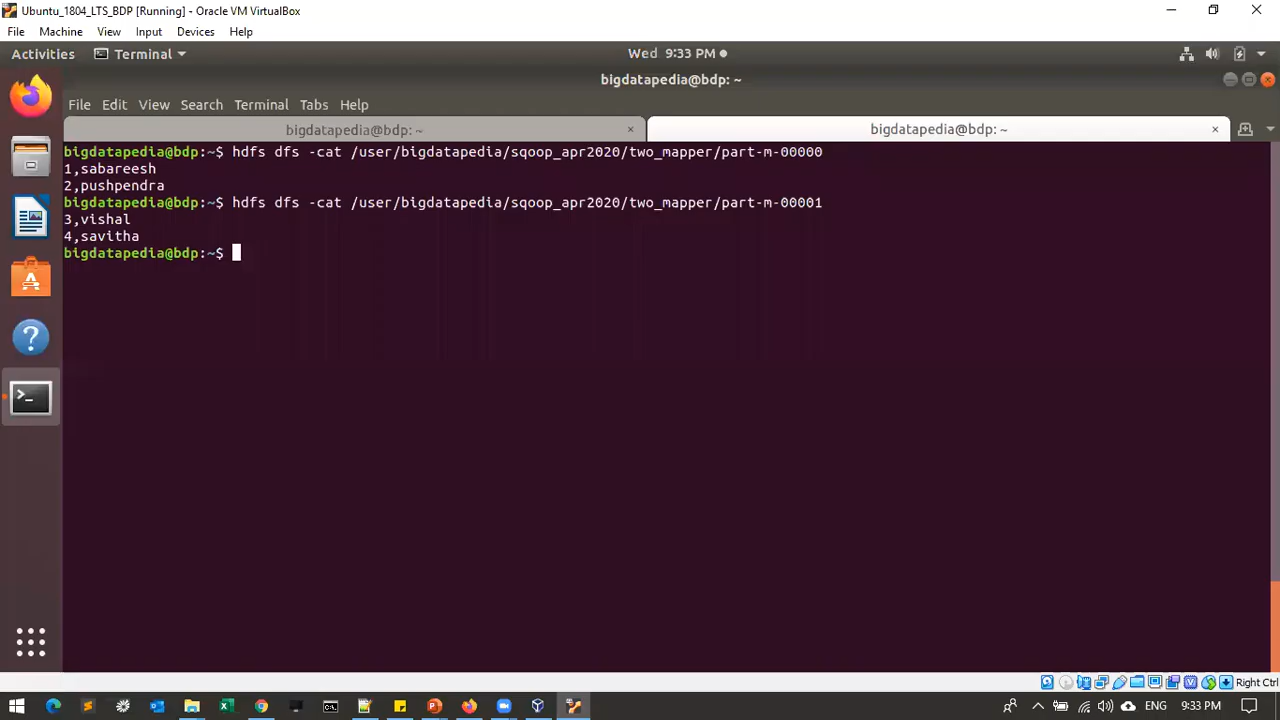 Ubuntu_1804_LTS_BDP [Running] - Oracle VM VirtualBox
File Machine View Input Devices Help
Activities Terminal Wed 9:33 PM
bigdatapedia@bdp: ~
File Edit View Search Terminal Tabs Help
bigdatapedia@bdp: ~ × bigdatapedia@bdp: ~ ×
bigdatapedia@bdp:~$ hdfs dfs -cat /user/bigdatapedia/sqoop_apr2020/two_mapper/part-m-00000
1,sabareesh
2,pushpendra
bigdatapedia@bdp:~$ hdfs dfs -cat /user/bigdatapedia/sqoop_apr2020/two_mapper/part-m-00001
3,vishal
4,savitha
bigdatapedia@bdp:~$
Right Ctrl
ENG 9:33 PM